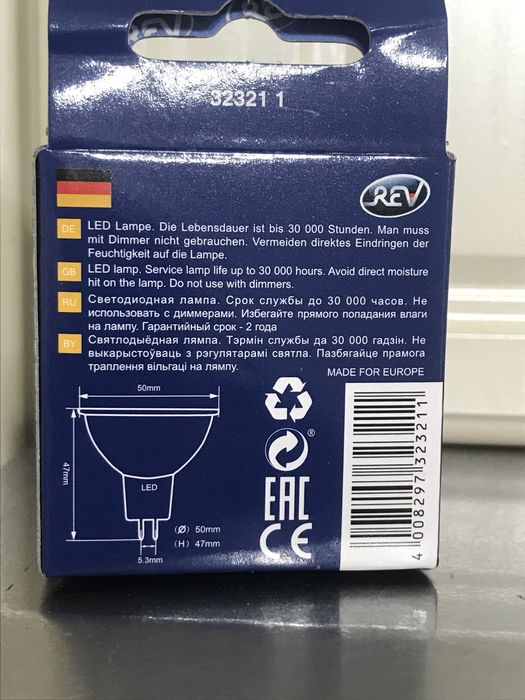 32321 1
REV
DE LED Lampe. Die Lebensdauer ist bis 30 000 Stunden. Man muss
mit Dimmer nicht gebrauchen. Vermeiden direktes Eindringen der
Feuchtigkeit auf die Lampe.
GB LED lamp. Service lamp life up to 30 000 hours. Avoid direct moisture
hit on the lamp. Do not use with dimmers.
RU Светодиодная лампа. Срок службы до 30 000 часов. Не
использовать с диммерами. Избегайте прямого попадания влаги
на лампу. Гарантийный срок - 2 года
BY Святлодыёдная лямпа. Тэрмін службы да 30 000 гадзін. Не
выкарыстоўваць з рэгулятарамі святла. Пазбягайце прамога
траплення вільгаці на лямпу.
MADE FOR EUROPE
50mm
47mm
LED
(Ø) 50mm
(H) 47mm
5.3mm
®
EAC
CE
4 008297 323211